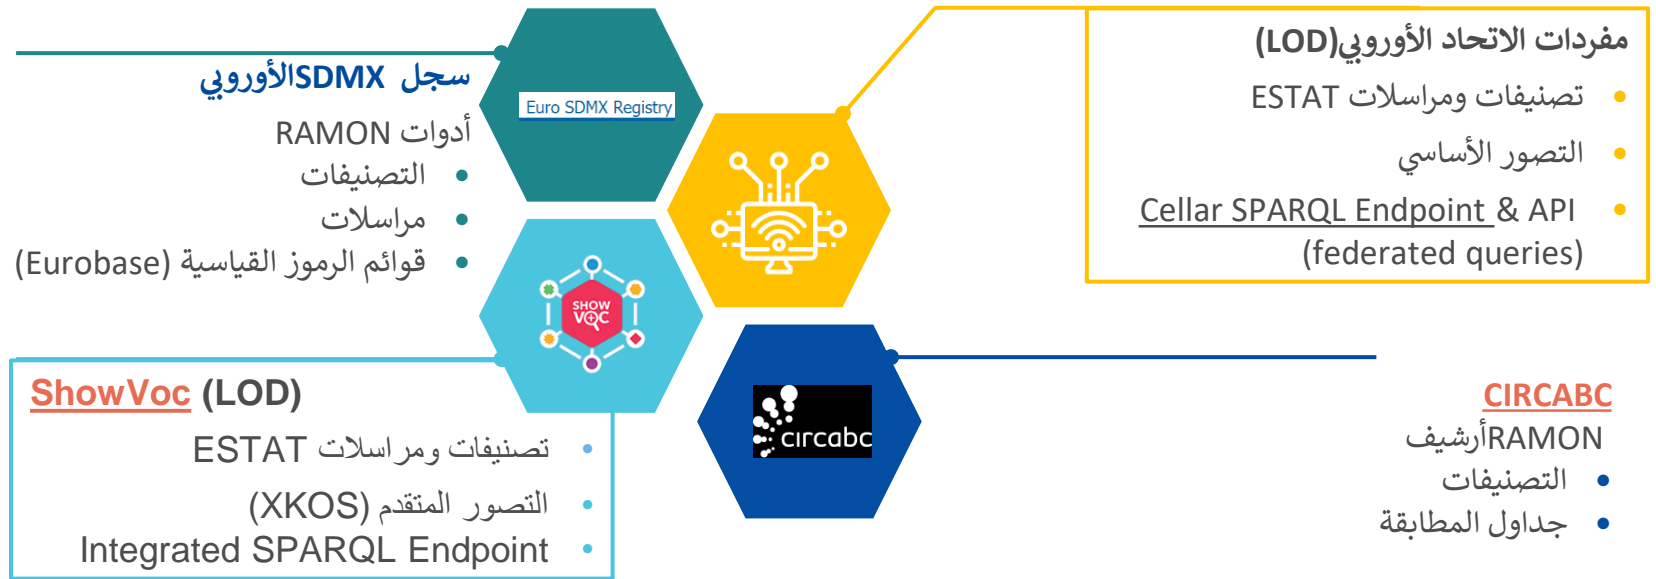 مفردات الاتحاد الأوروبي(LOD)
تصنيفات ومراسلات ESTAT
التصور الأساسي
Cellar SPARQL Endpoint & API
(federated queries)
سجل SDMXالأوروبي
أدوات RAMON
التصنيفات
مراسلات
قوائم الرموز القياسية (Eurobase)
Euro SDMX Registry
SHOW
VOC
ShowVoc (LOD)
تصنيفات ومراسلات ESTAT
التصور المتقدم (XKOS)
Integrated SPARQL Endpoint
circabc
CIRCABC
RAMONأرشيف
التصنيفات
جداول المطابقة